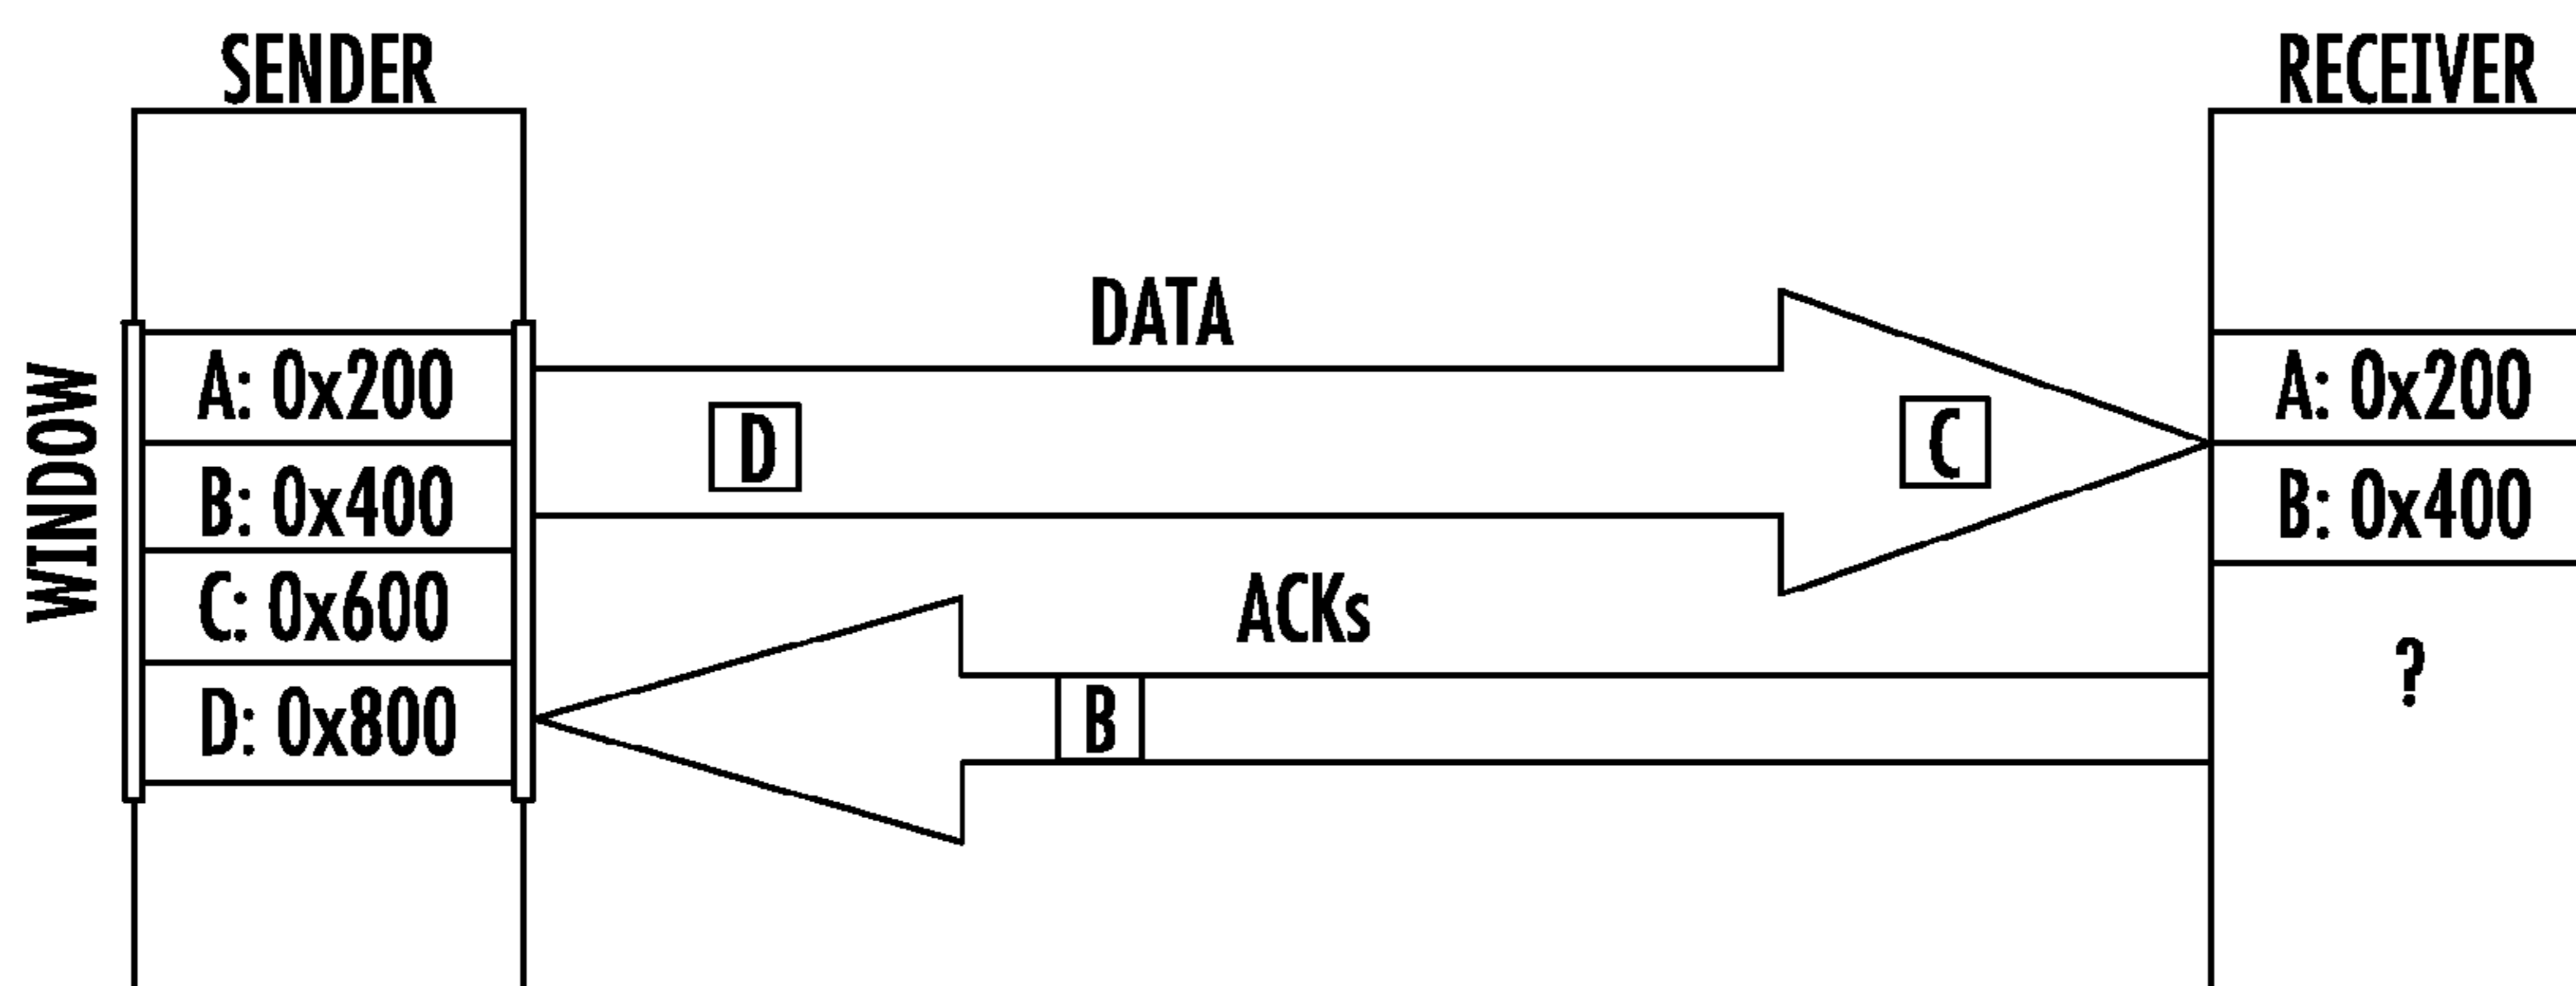 SENDER
RECEIVER
WINDOW
A: 0x200
B: 0x400
C: 0x600
D: 0x800
DATA
D
C
ACKs
B
A: 0x200
B: 0x400
?